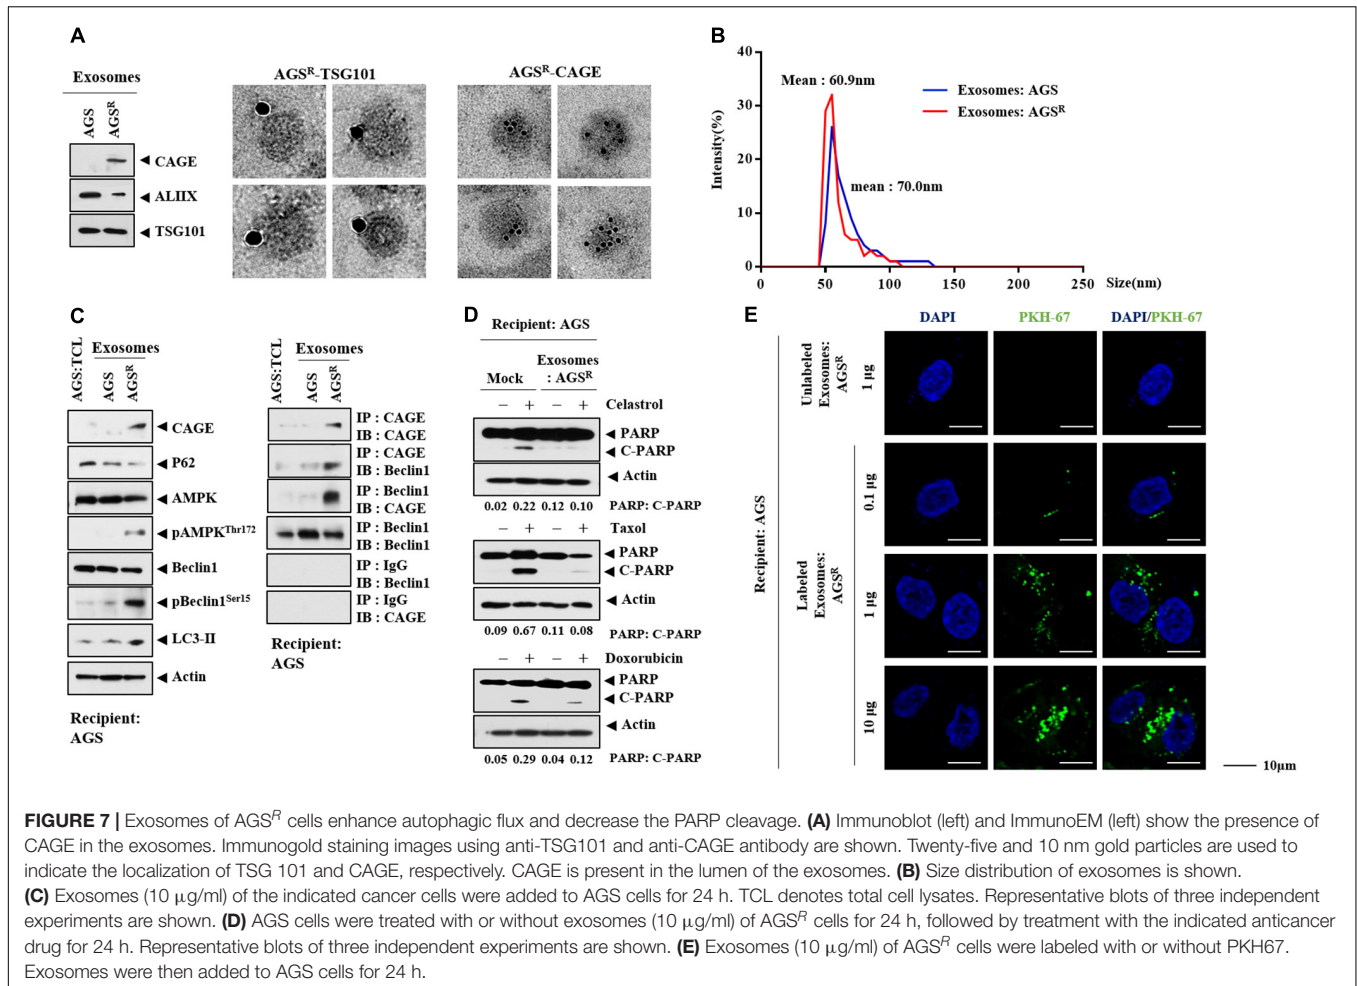 A
Exosomes
AGS
AGSᴿ
CAGE
ALIIX
TSG101
AGSᴿ-TSG101
AGSᴿ-CAGE
B
40
30
20
10
0
Intensity(%)
Mean : 60.9nm
mean : 70.0nm
Exosomes: AGS
Exosomes: AGSᴿ
0 50 100 150 200 250
Size(nm)
C
AGS:TCL
Exosomes
AGS
AGSᴿ
CAGE
P62
AMPK
pAMPKᵀʰʳ¹⁷²
Beclin1
pBeclin1ˢᵉʳ¹⁵
LC3-II
Actin
Recipient:
AGS
AGS:TCL
Exosomes
AGS
AGSᴿ
IP : CAGE
IB : CAGE
IP : CAGE
IB : Beclin1
IP : Beclin1
IB : CAGE
IP : Beclin1
IB : Beclin1
IP : IgG
IB : Beclin1
IP : IgG
IB : CAGE
Recipient:
AGS
D
Recipient: AGS
Exosomes
Mock : AGSᴿ
− + − + Celastrol
PARP
C-PARP
Actin
0.02 0.22 0.12 0.10 PARP: C-PARP
− + − + Taxol
PARP
C-PARP
Actin
0.09 0.67 0.11 0.08 PARP: C-PARP
− + − + Doxorubicin
PARP
C-PARP
Actin
0.05 0.29 0.04 0.12 PARP: C-PARP
E
DAPI PKH-67 DAPI/PKH-67
Recipient: AGS
Unlabeled
Exosomes:
AGSᴿ
1 µg
Labeled
Exosomes:
AGSᴿ
0.1 µg
1 µg
10 µg
10µm
FIGURE 7 | Exosomes of AGSᴿ cells enhance autophagic flux and decrease the PARP cleavage. (A) Immunoblot (left) and ImmunoEM (left) show the presence of
CAGE in the exosomes. Immunogold staining images using anti-TSG101 and anti-CAGE antibody are shown. Twenty-five and 10 nm gold particles are used to
indicate the localization of TSG 101 and CAGE, respectively. CAGE is present in the lumen of the exosomes. (B) Size distribution of exosomes is shown.
(C) Exosomes (10 µg/ml) of the indicated cancer cells were added to AGS cells for 24 h. TCL denotes total cell lysates. Representative blots of three independent
experiments are shown. (D) AGS cells were treated with or without exosomes (10 µg/ml) of AGSᴿ cells for 24 h, followed by treatment with the indicated anticancer
drug for 24 h. Representative blots of three independent experiments are shown. (E) Exosomes (10 µg/ml) of AGSᴿ cells were labeled with or without PKH67.
Exosomes were then added to AGS cells for 24 h.